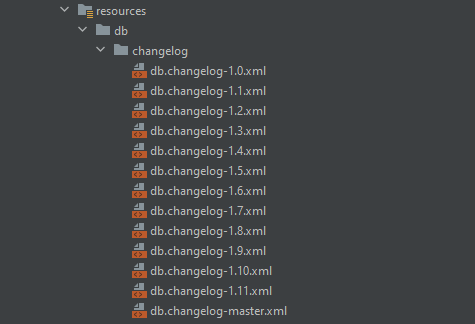 resources
db
changelog
db.changelog-1.0.xml
db.changelog-1.1.xml
db.changelog-1.2.xml
db.changelog-1.3.xml
db.changelog-1.4.xml
db.changelog-1.5.xml
db.changelog-1.6.xml
db.changelog-1.7.xml
db.changelog-1.8.xml
db.changelog-1.9.xml
db.changelog-1.10.xml
db.changelog-1.11.xml
db.changelog-master.xml